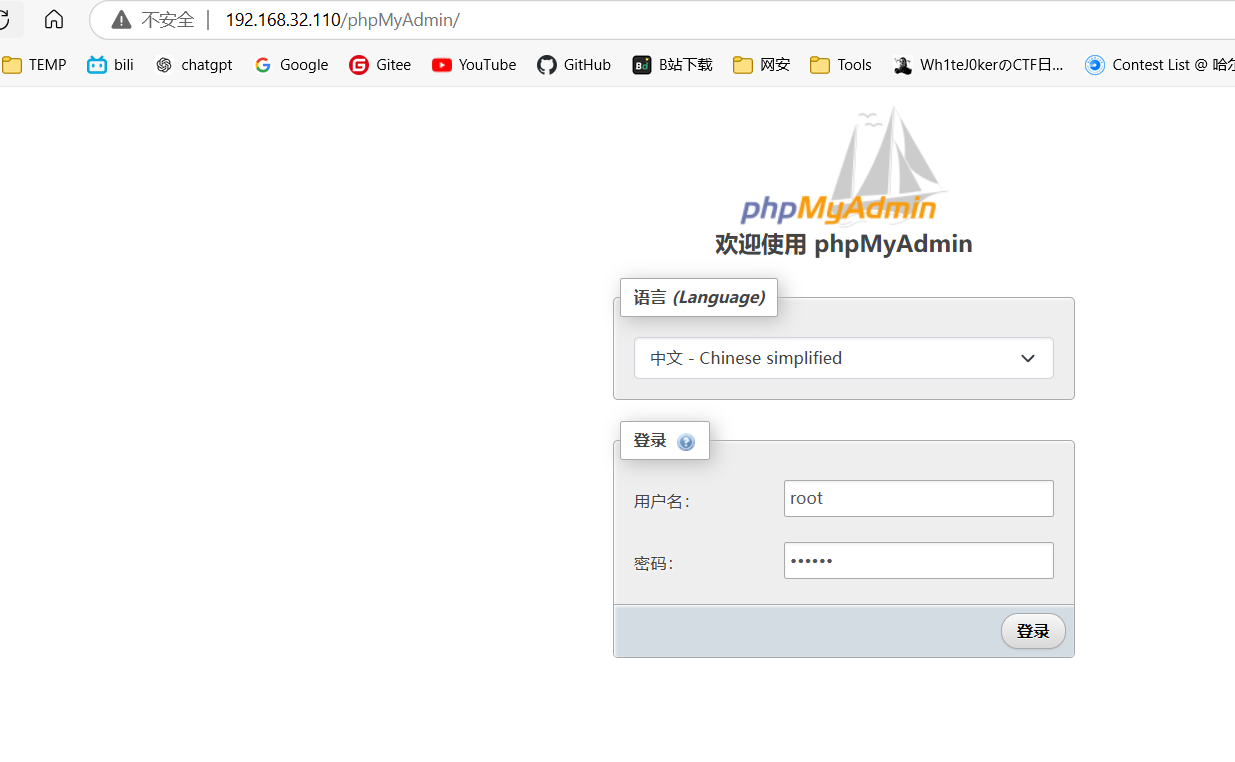 不安全 192.168.32.110/phpMyAdmin/
TEMP bili chatgpt Google Gitee YouTube GitHub Bd B站下载 网安 Tools Wh1teJ0kerのCTF日... Contest List @ 哈尔
phpMyAdmin
欢迎使用 phpMyAdmin
语言 (Language)
中文 - Chinese simplified
登录
用户名：
root
密码：
••••••
登录